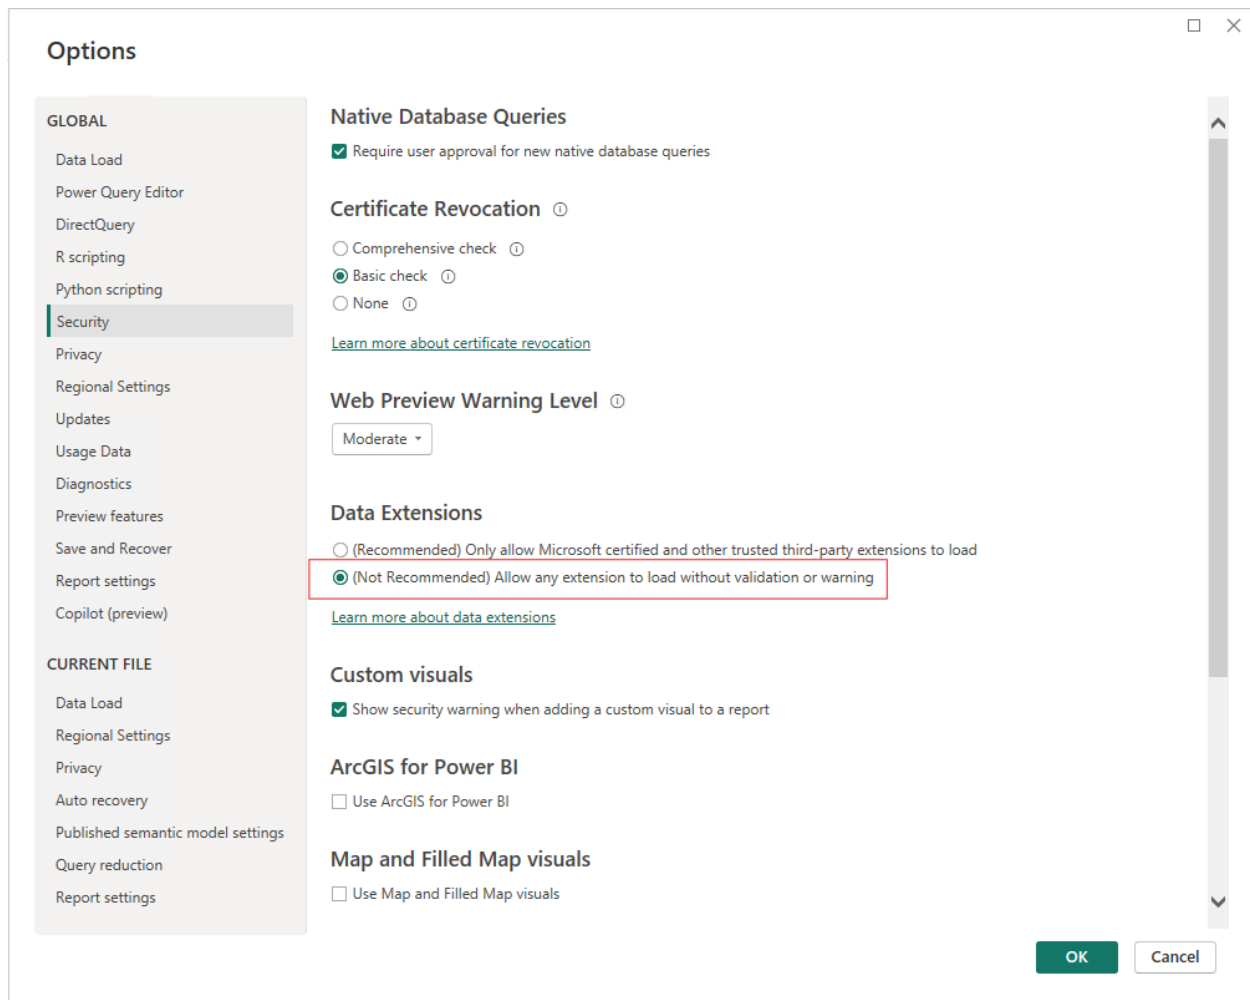 Options
GLOBAL
Data Load
Power Query Editor
DirectQuery
R scripting
Python scripting
Security
Privacy
Regional Settings
Updates
Usage Data
Diagnostics
Preview features
Save and Recover
Report settings
Copilot (preview)
CURRENT FILE
Data Load
Regional Settings
Privacy
Auto recovery
Published semantic model settings
Query reduction
Report settings
Native Database Queries
Require user approval for new native database queries
Certificate Revocation
Comprehensive check
Basic check
None
Learn more about certificate revocation
Web Preview Warning Level
Moderate
Data Extensions
(Recommended) Only allow Microsoft certified and other trusted third-party extensions to load
(Not Recommended) Allow any extension to load without validation or warning
Learn more about data extensions
Custom visuals
Show security warning when adding a custom visual to a report
ArcGIS for Power BI
Use ArcGIS for Power BI
Map and Filled Map visuals
Use Map and Filled Map visuals
OK
Cancel